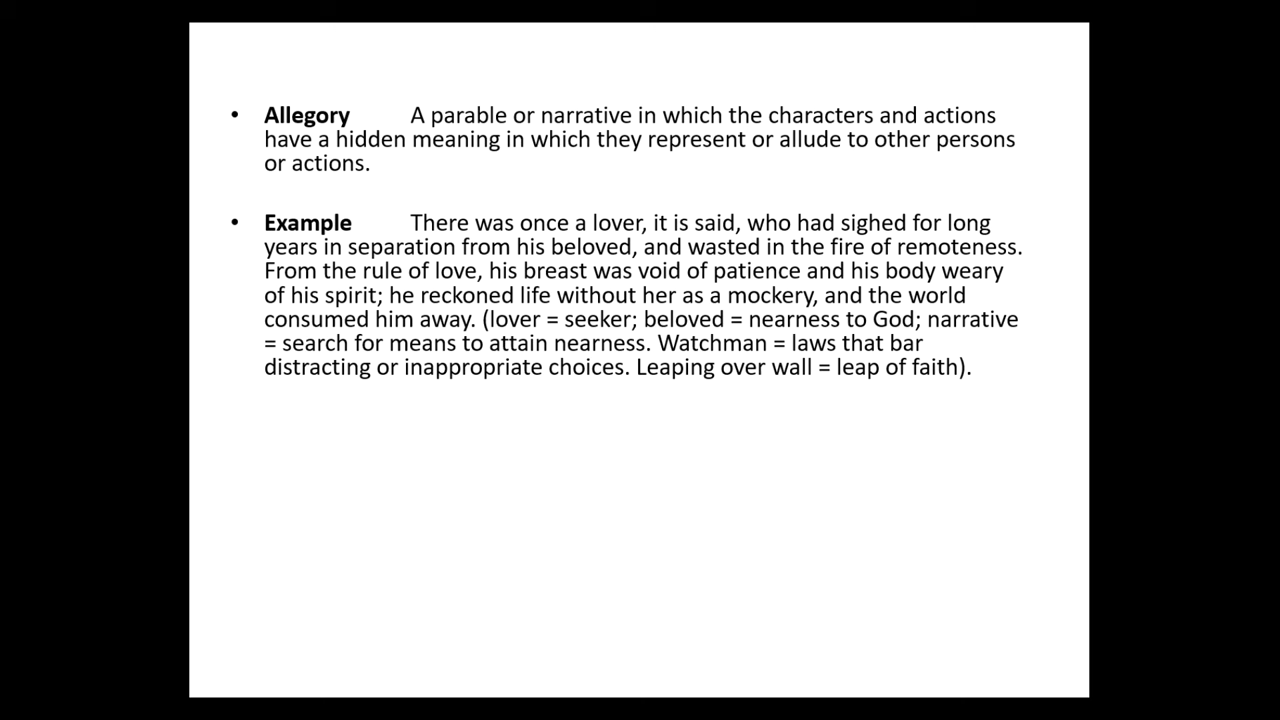 • Allegory A parable or narrative in which the characters and actions
have a hidden meaning in which they represent or allude to other persons
or actions.
• Example There was once a lover, it is said, who had sighed for long
years in separation from his beloved, and wasted in the fire of remoteness.
From the rule of love, his breast was void of patience and his body weary
of his spirit; he reckoned life without her as a mockery, and the world
consumed him away. (lover = seeker; beloved = nearness to God; narrative
= search for means to attain nearness. Watchman = laws that bar
distracting or inappropriate choices. Leaping over wall = leap of faith).